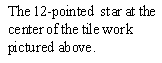 The 12-pointed star at the
center of the tile work
pictured above.